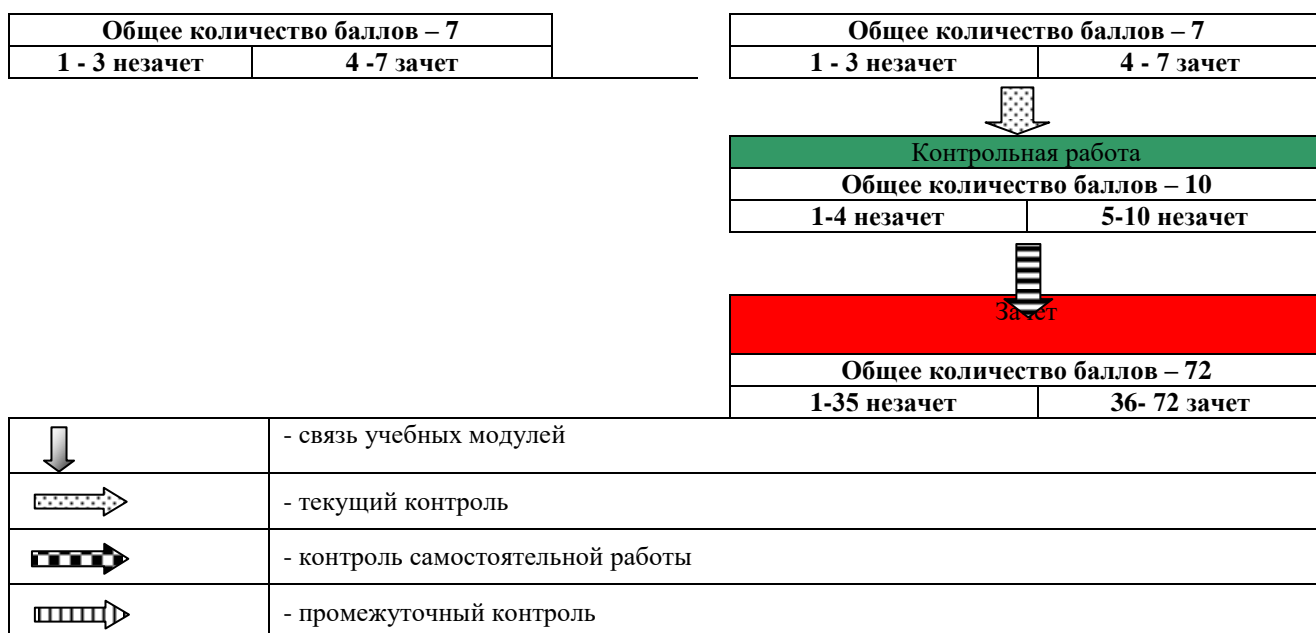 Общее количество баллов – 7
1 - 3 незачет 4 -7 зачет
Общее количество баллов – 7
1 - 3 незачет 4 - 7 зачет
Контрольная работа
Общее количество баллов – 10
1-4 незачет 5-10 незачет
Зачет
Общее количество баллов – 72
1-35 незачет 36- 72 зачет
- связь учебных модулей
- текущий контроль
- контроль самостоятельной работы
- промежуточный контроль